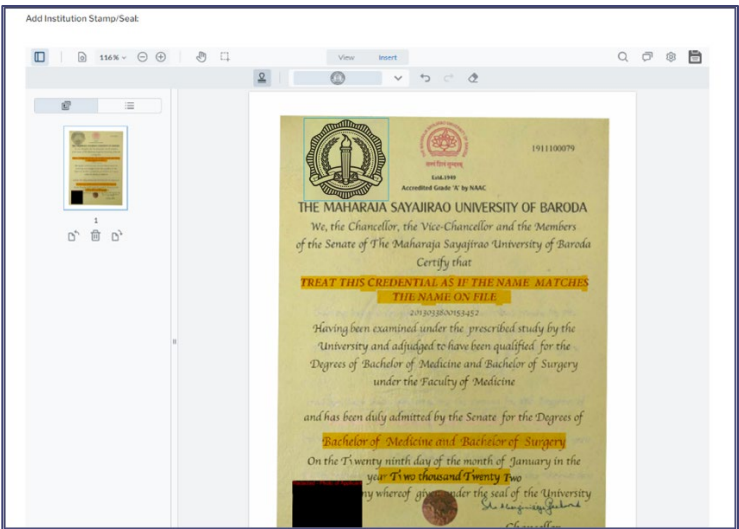 Add Institution Stamp/Seal:
116%
View
Insert
1
1911100079
Estd.1949
Accredited Grade 'A' by NAAC
THE MAHARAJA SAYAJIRAO UNIVERSITY OF BARODA
We, the Chancellor, the Vice-Chancellor and the Members
of the Senate of The Maharaja Sayajirao University of Baroda
Certify that
TREAT THIS CREDENTIAL AS IF THE NAME MATCHES
THE NAME ON FILE
2013033800153452
Having been examined under the prescribed study by the
University and adjudged to have been qualified for the
Degrees of Bachelor of Medicine and Bachelor of Surgery
under the Faculty of Medicine
and has been duly admitted by the Senate for the Degrees of
Bachelor of Medicine and Bachelor of Surgery
On the Twenty ninth day of the month of January in the
year Two thousand Twenty Two
ny whereof given under the seal of the University
Chancellor